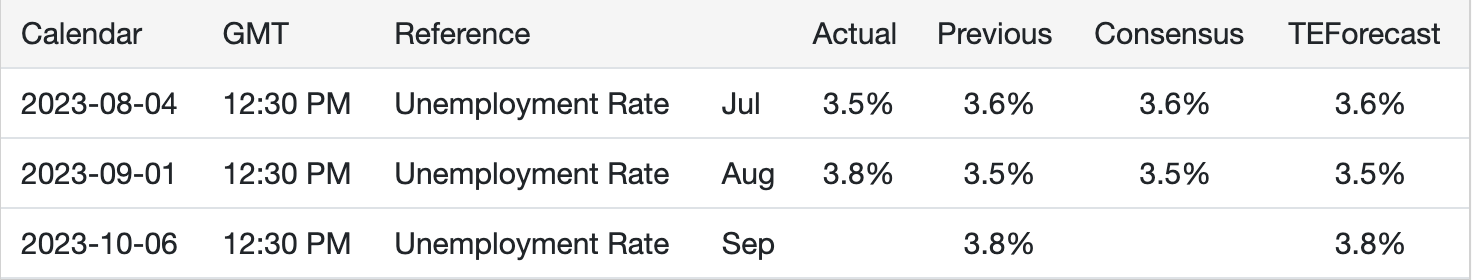 Calendar GMT Reference Actual Previous Consensus TEForecast
2023-08-04 12:30 PM Unemployment Rate Jul 3.5% 3.6% 3.6% 3.6%
2023-09-01 12:30 PM Unemployment Rate Aug 3.8% 3.5% 3.5% 3.5%
2023-10-06 12:30 PM Unemployment Rate Sep 3.8% 3.8%